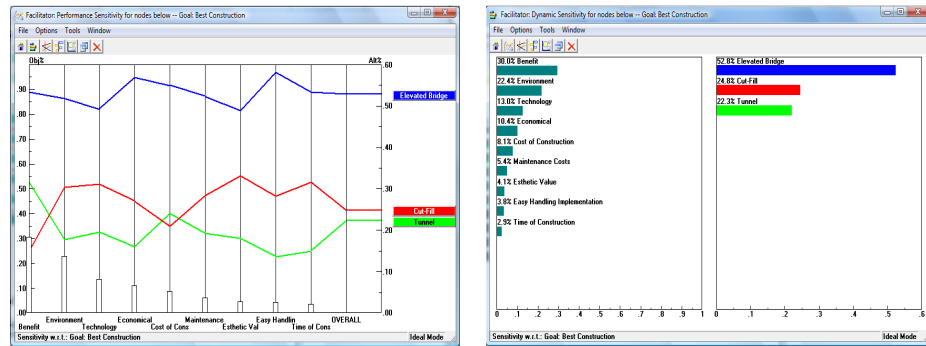 Facilitator: Performance Sensitivity for nodes below -- Goal: Best Construction
File Options Tools Window
Obj% Alt%
.90
.80
.70
.60
.50
.40
.30
.20
.10
.00
.60
.50
.40
.30
.20
.10
.00
Elevated Bridge
Cut-Fill
Tunnel
Environment Economical Maintenance Easy Handlin OVERALL
Benefit Technology Cost of Cons Esthetic Val Time of Cons
Sensitivity w.r.t.: Goal: Best Construction Ideal Mode
Facilitator: Dynamic Sensitivity for nodes below -- Goal: Best Construction
File Options Tools Window
30.0% Benefit
22.4% Environment
13.0% Technology
10.4% Economical
8.1% Cost of Construction
5.4% Maintenance Costs
4.1% Esthetic Value
3.8% Easy Handling Implementation
2.9% Time of Construction
0 .1 .2 .3 .4 .5 .6 .7 .8 .9 1
52.8% Elevated Bridge
24.8% Cut-Fill
22.3% Tunnel
0 .1 .2 .3 .4 .5 .6
Sensitivity w.r.t.: Goal: Best Construction Ideal Mode